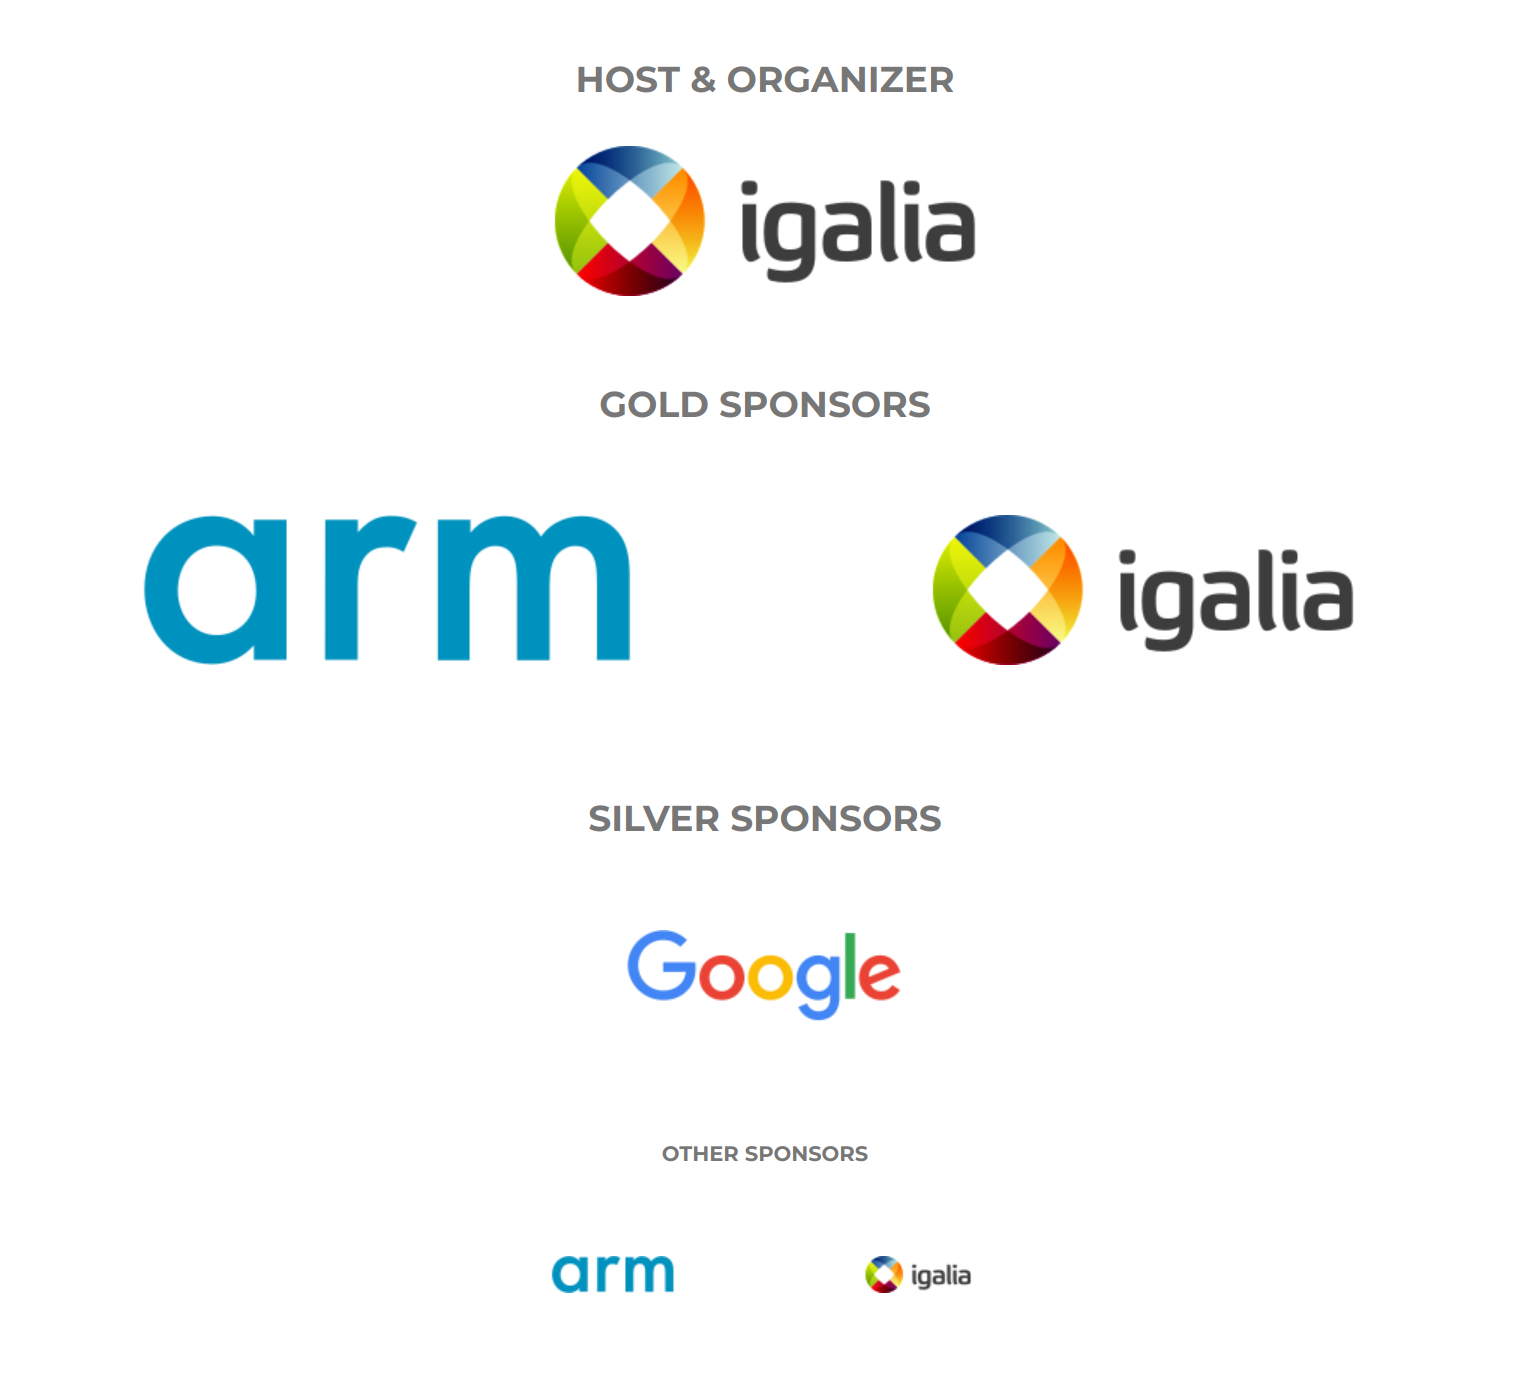 HOST & ORGANIZER
igalia
GOLD SPONSORS
arm igalia
SILVER SPONSORS
Google
OTHER SPONSORS
arm igalia